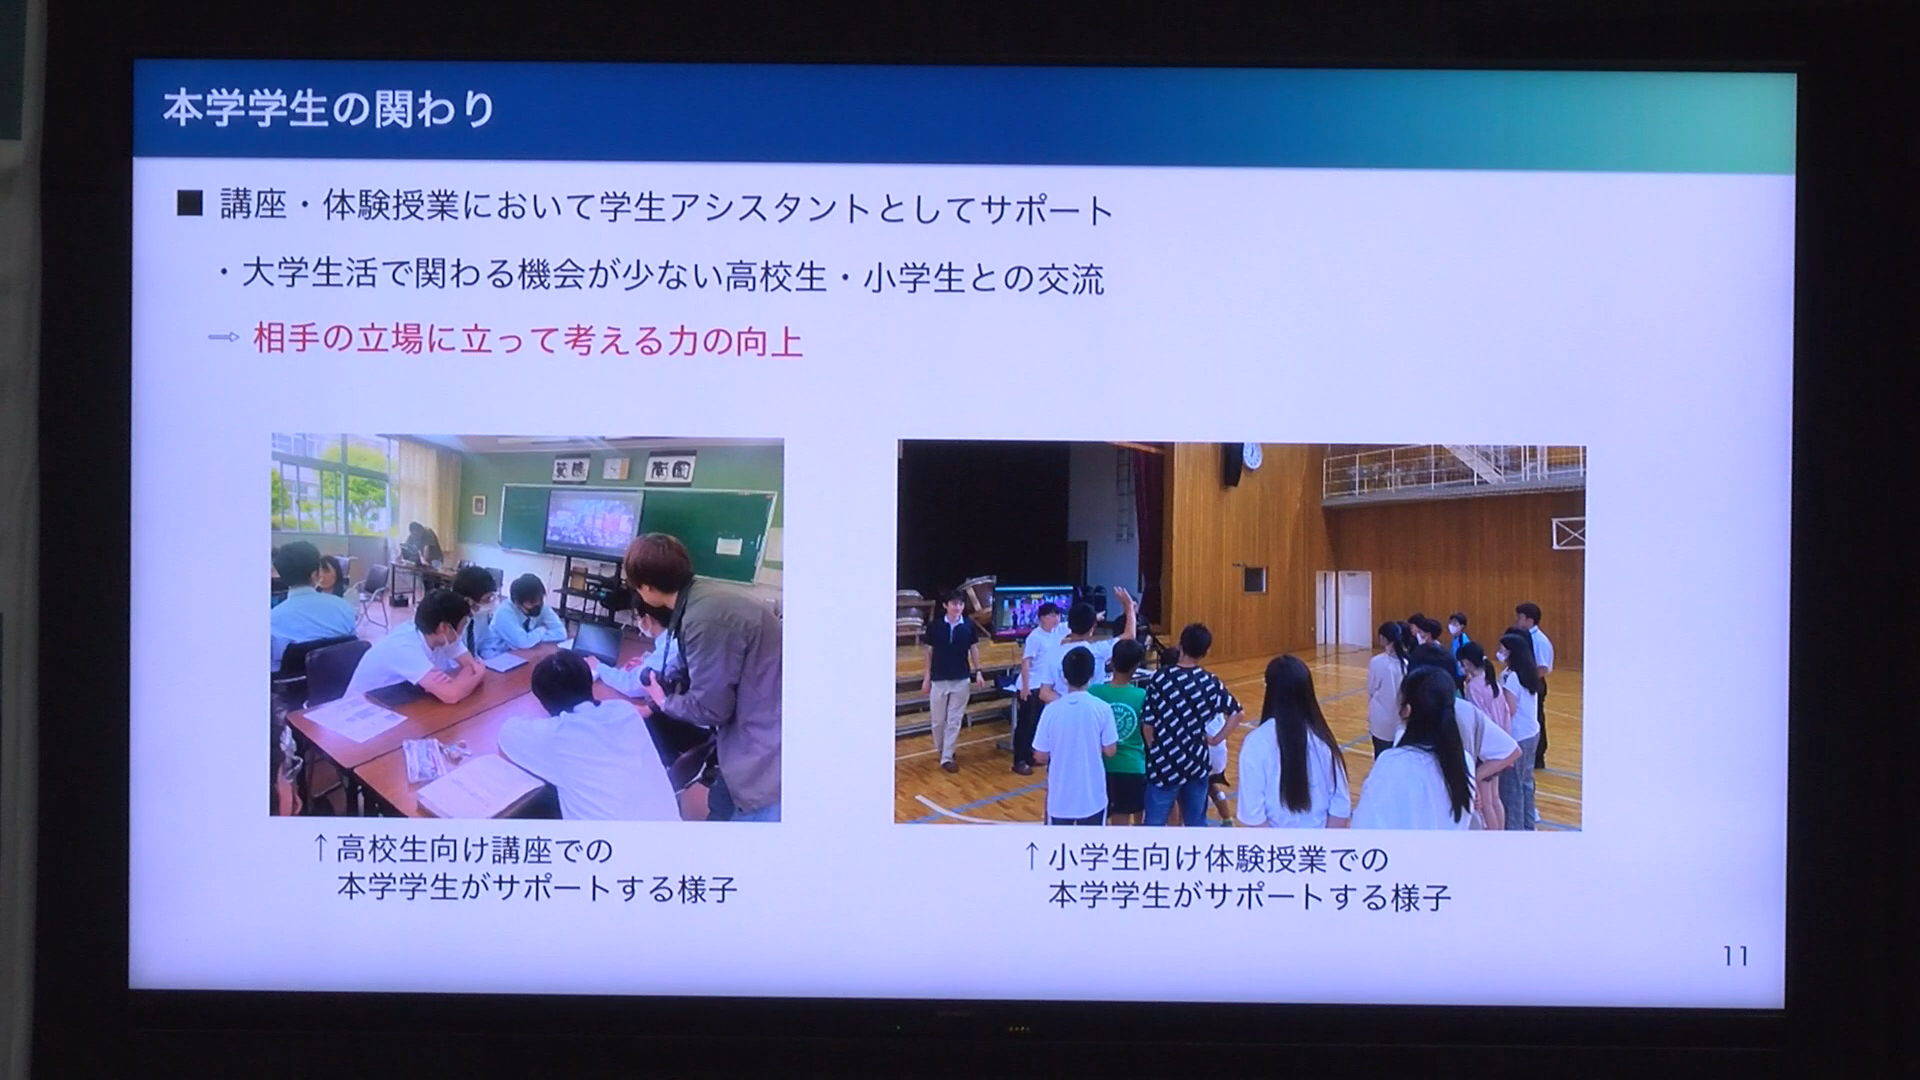 本学学生の関わり
■ 講座・体験授業において学生アシスタントとしてサポート
・大学生活で関わる機会が少ない高校生・小学生との交流
⇒ 相手の立場に立って考える力の向上
↑高校生向け講座での
本学学生がサポートする様子
↑小学生向け体験授業での
本学学生がサポートする様子
11